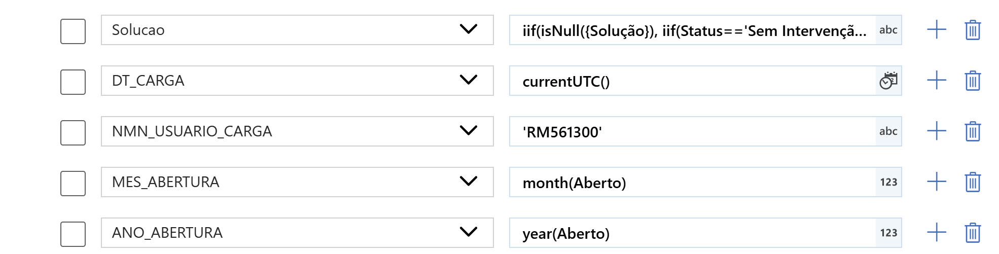 Solucao iif(isNull({Solução}), iif(Status=='Sem Intervençã... abc
DT_CARGA currentUTC()
NMN_USUARIO_CARGA 'RM561300' abc
MES_ABERTURA month(Aberto) 123
ANO_ABERTURA year(Aberto) 123